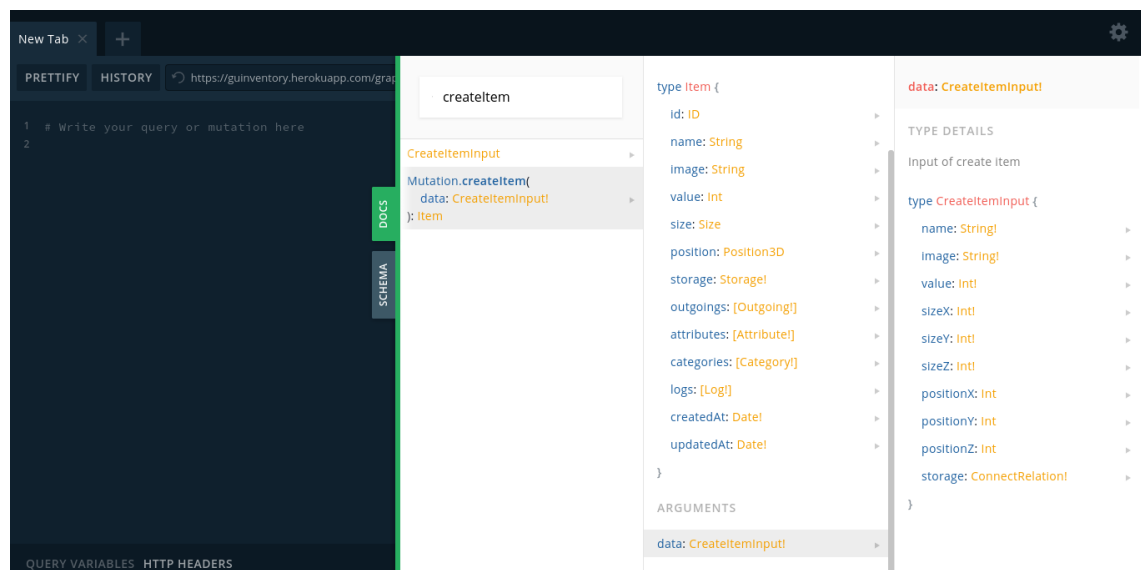 New Tab
PRETTIFY HISTORY https://guinventory.herokuapp.com/grap
1 # Write your query or mutation here
2
DOCS
SCHEMA
QUERY VARIABLES HTTP HEADERS
createItem
CreateItemInput
Mutation.createItem(
data: CreateItemInput!
): Item
type Item {
id: ID
name: String
image: String
value: Int
size: Size
position: Position3D
storage: Storage!
outgoings: [Outgoing!]
attributes: [Attribute!]
categories: [Category!]
logs: [Log!]
createdAt: Date!
updatedAt: Date!
}
ARGUMENTS
data: CreateItemInput!
data: CreateItemInput!
TYPE DETAILS
Input of create item
type CreateItemInput {
name: String!
image: String!
value: Int!
sizeX: Int!
sizeY: Int!
sizeZ: Int!
positionX: Int
positionY: Int
positionZ: Int
storage: ConnectRelation!
}